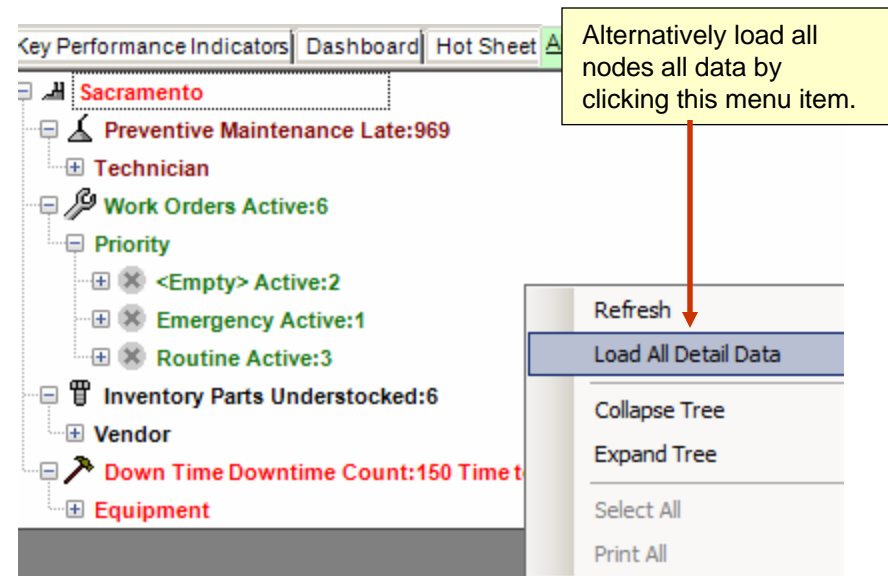 Key Performance Indicators Dashboard Hot Sheet A
Alternatively load all
nodes all data by
clicking this menu item.
Sacramento
Preventive Maintenance Late:969
Technician
Work Orders Active:6
Priority
<Empty> Active:2
Emergency Active:1
Routine Active:3
Inventory Parts Understocked:6
Vendor
Down Time Downtime Count:150 Time t
Equipment
Refresh
Load All Detail Data
Collapse Tree
Expand Tree
Select All
Print All